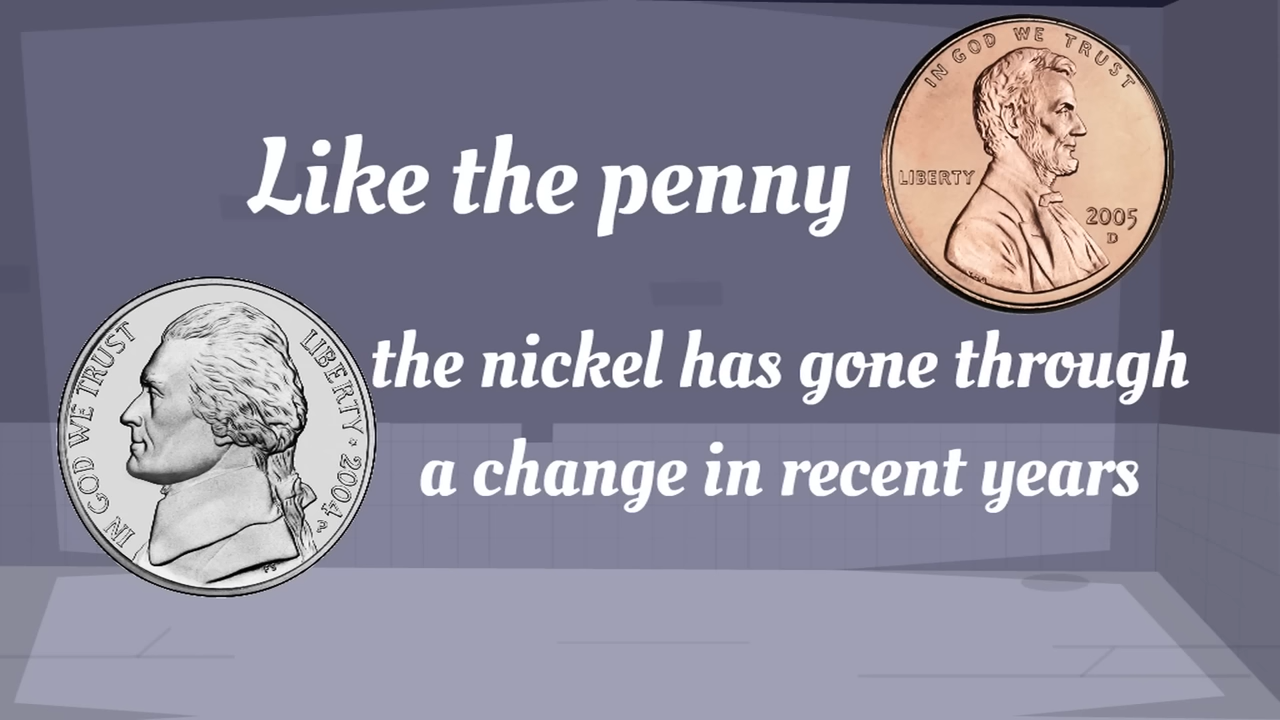 Like the penny
IN GOD WE TRUST
LIBERTY
2005
D
the nickel has gone through
a change in recent years
IN GOD WE TRUST
LIBERTY · 2004
P